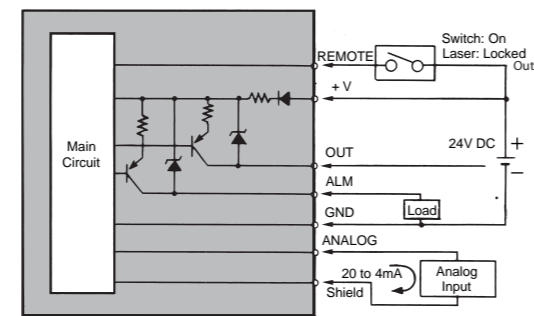 Switch: On
Laser: Locked
Out
REMOTE
+ V
Main
Circuit
OUT
24V DC
+
−
ALM
Load
GND
ANALOG
20 to 4mA
Shield
Analog
Input